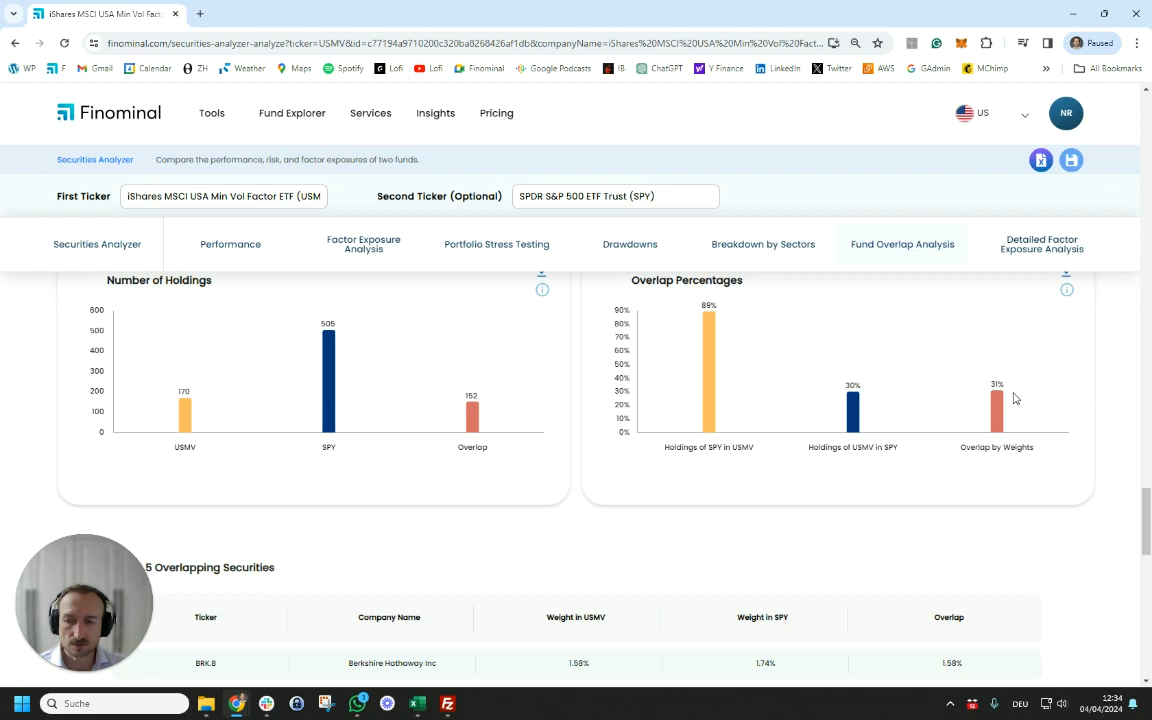 iShares MSCI USA Min Vol Fact
finominal.com/securities-analyzer-analyze?ticker=USMV&id=c77194a9710200c320ba8268426af1db&companyName=iShares%20MSCI%20USA%20Min%20Vol%20Fact...
Paused
WP F Gmail Calendar ZH Weather Maps Spotify Lofi Lofi Finominal Google Podcasts IB ChatGPT Y Finance LinkedIn Twitter AWS GAdmin MChimp » All Bookmarks
Finominal Tools Fund Explorer Services Insights Pricing US NR
Securities Analyzer Compare the performance, risk, and factor exposures of two funds.
First Ticker iShares MSCI USA Min Vol Factor ETF (USM Second Ticker (Optional) SPDR S&P 500 ETF Trust (SPY)
Securities Analyzer Performance Factor Exposure Analysis Portfolio Stress Testing Drawdowns Breakdown by Sectors Fund Overlap Analysis Detailed Factor Exposure Analysis
Number of Holdings
600
500
400
300
200
100
0
170
505
152
USMV SPY Overlap
Overlap Percentages
90%
80%
70%
60%
50%
40%
30%
20%
10%
0%
89%
30%
31%
Holdings of SPY in USMV Holdings of USMV in SPY Overlap by Weights
5 Overlapping Securities
Ticker Company Name Weight in USMV Weight in SPY Overlap
BRK.B Berkshire Hathaway Inc 1.58% 1.74% 1.58%
Suche
1
DEU
12:34
04/04/2024